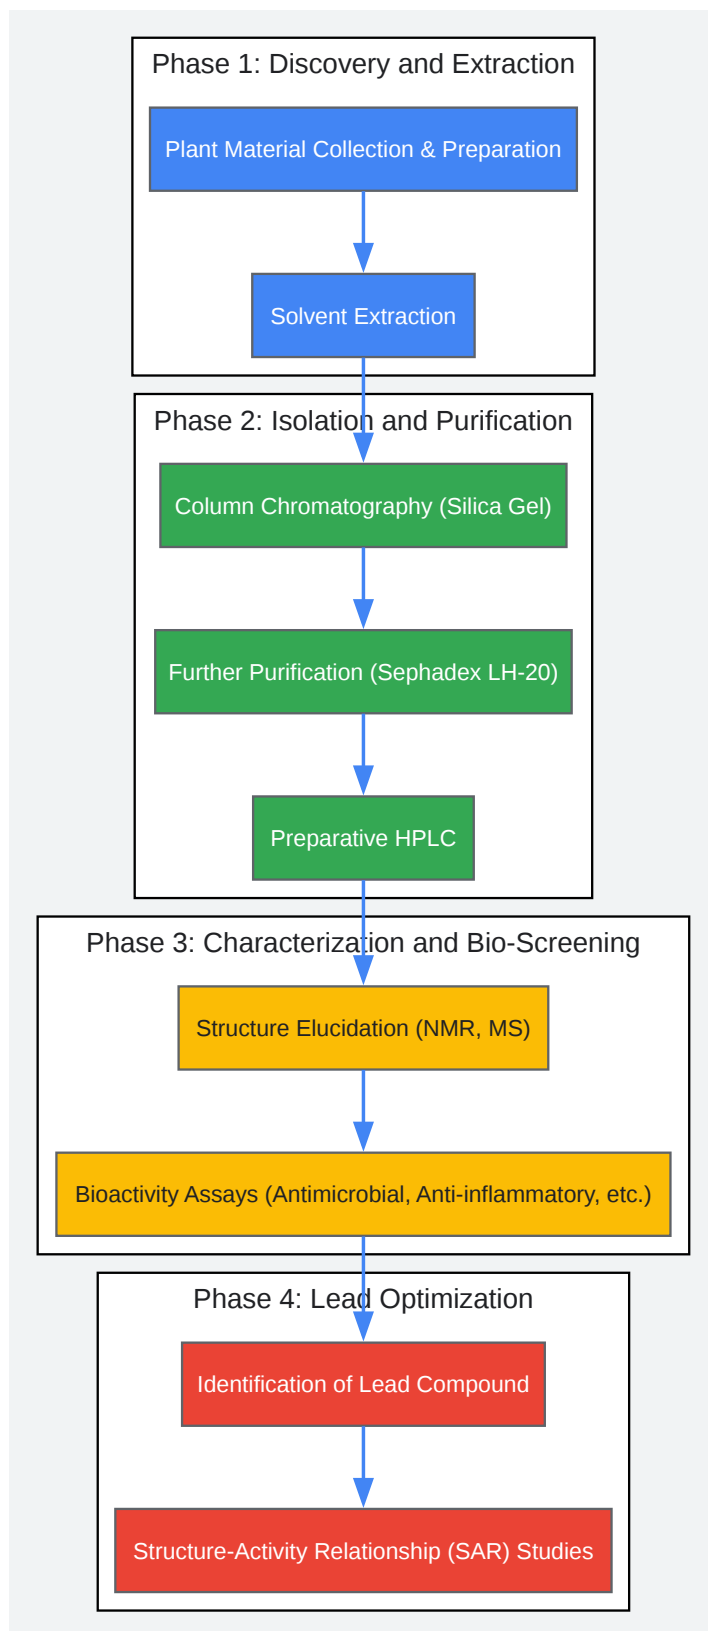 Phase 1: Discovery and Extraction
Plant Material Collection & Preparation
Solvent Extraction
Phase 2: Isolation and Purification
Column Chromatography (Silica Gel)
Further Purification (Sephadex LH-20)
Preparative HPLC
Phase 3: Characterization and Bio-Screening
Structure Elucidation (NMR, MS)
Bioactivity Assays (Antimicrobial, Anti-inflammatory, etc.)
Phase 4: Lead Optimization
Identification of Lead Compound
Structure-Activity Relationship (SAR) Studies